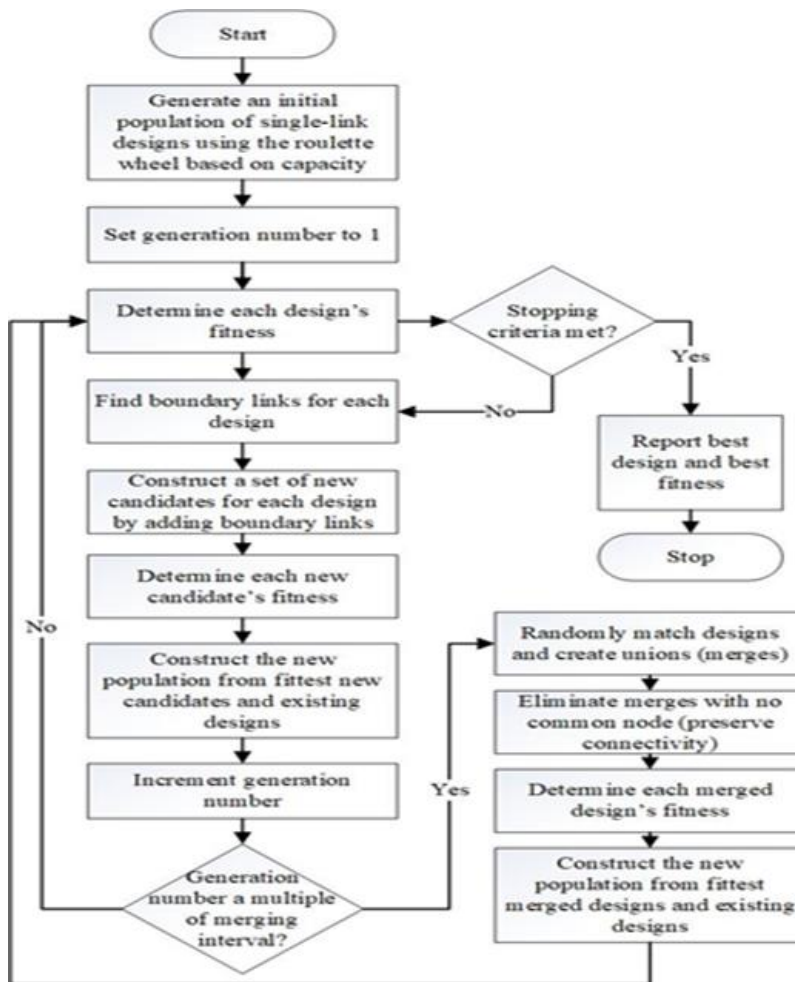 Start
Generate an initial
population of single-link
designs using the roulette
wheel based on capacity
Set generation number to 1
Determine each design's
fitness
Stopping
criteria met?
Yes
No
Find boundary links for each
design
Report best
design and best
fitness
Stop
Construct a set of new
candidates for each design
by adding boundary links
Determine each new
candidate's fitness
No
Construct the new
population from fittest new
candidates and existing
designs
Increment generation
number
Generation
number a multiple
of merging
interval?
Yes
Randomly match designs
and create unions (merges)
Eliminate merges with no
common node (preserve
connectivity)
Determine each merged
design's fitness
Construct the new
population from fittest
merged designs and existing
designs